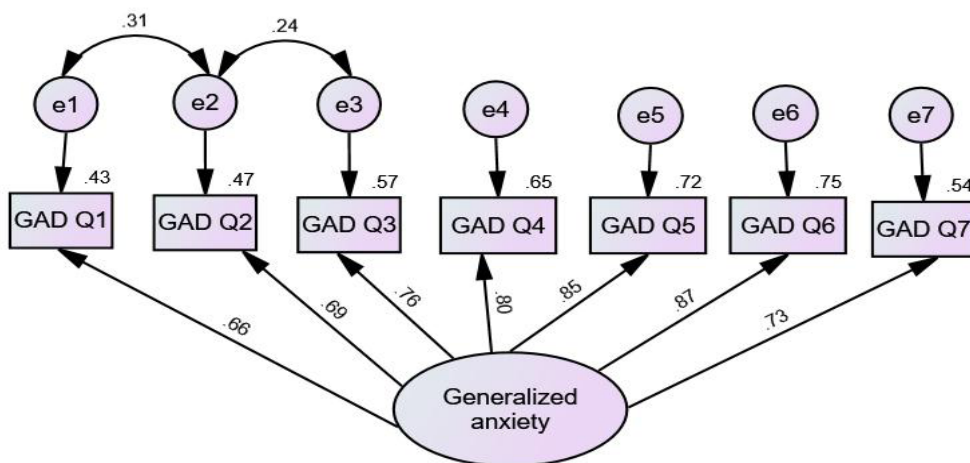 .31 .24
e1 e2 e3 e4 e5 e6 e7
.43 .47 .57 .65 .72 .75 .54
GAD Q1 GAD Q2 GAD Q3 GAD Q4 GAD Q5 GAD Q6 GAD Q7
.66 .69 .76 .80 .85 .87 .73
Generalized
anxiety